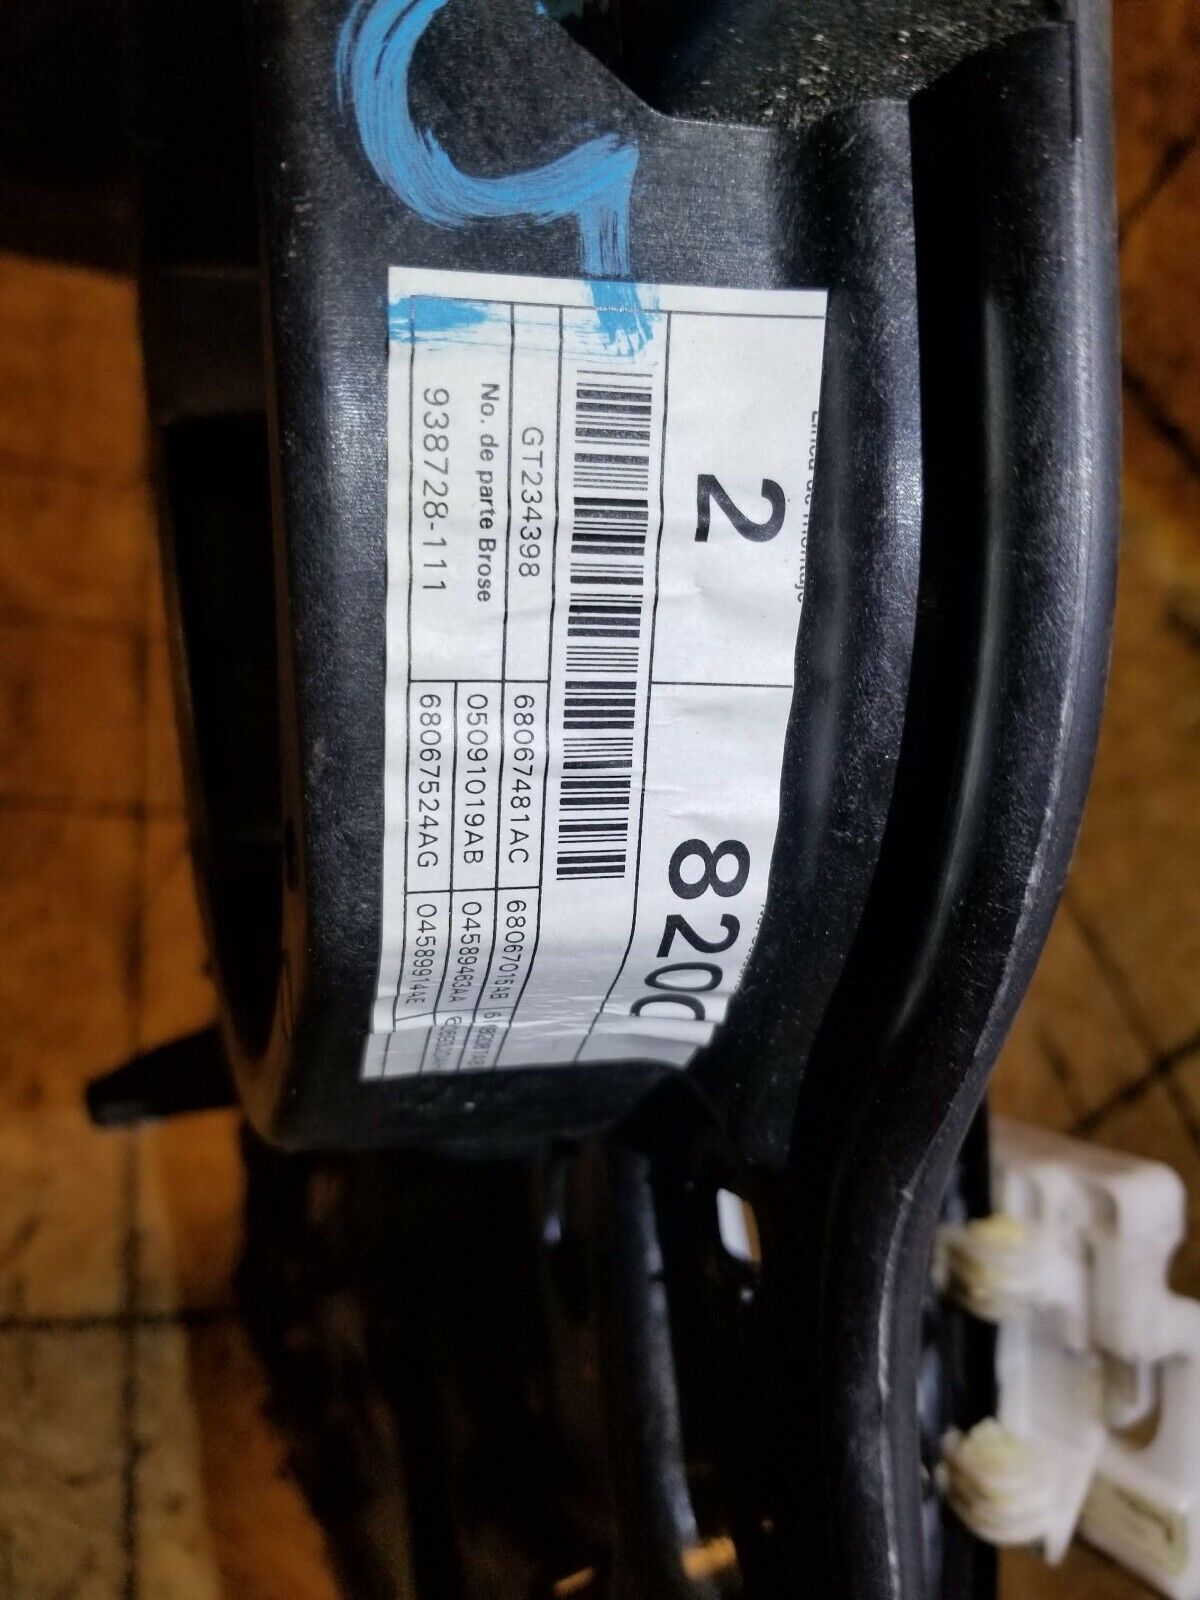 2
820
GT234398
68067481AC
No. de parte Brose
05091019AB
04589463AA
938728-111
68067524AG
04589914AE
68067015AB